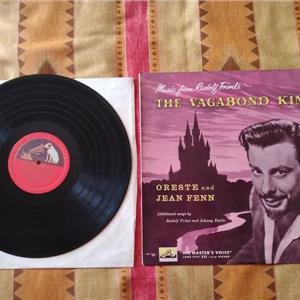 Music from Rudolf Friml's
THE VAGABOND KIN
ORESTE and
JEAN FENN
Additional songs by
Rudolf Friml and Johnny Burke
"HIS MASTER'S VOICE"